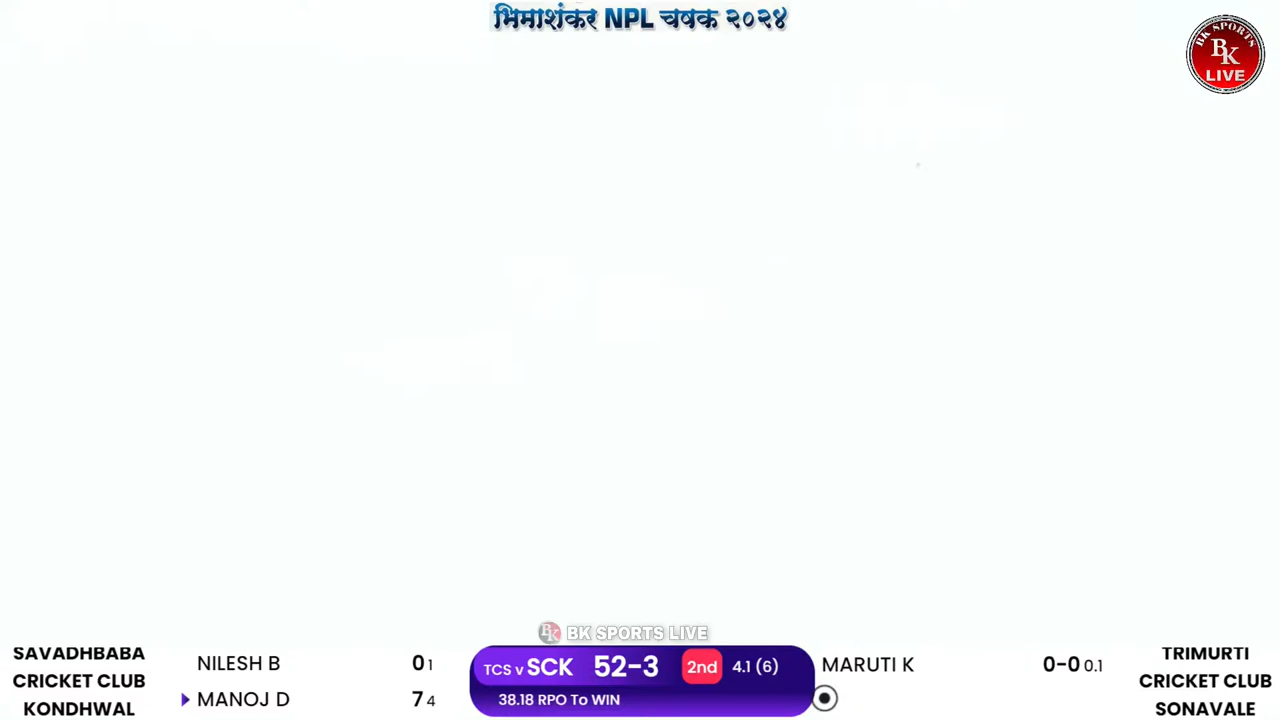 भिमाशंकर NPL चषक २०२४
BK SPORTS
BK
LIVE
BK BK SPORTS LIVE
SAVADHBABA
CRICKET CLUB
KONDHWAL
NILESH B 0 1
MANOJ D 7 4
TCS v SCK 52-3 2nd 4.1 (6)
38.18 RPO To WIN
MARUTI K 0-0 0.1
TRIMURTI
CRICKET CLUB
SONAVALE